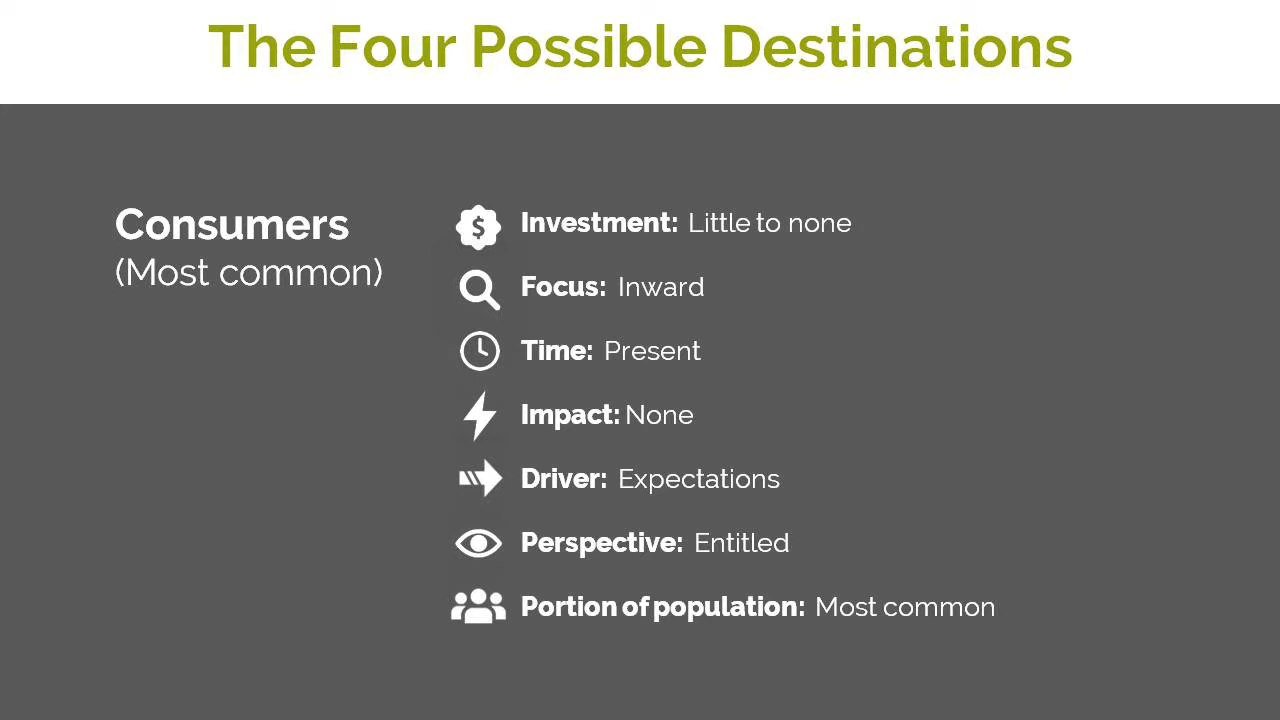 The Four Possible Destinations
Consumers
(Most common)
Investment: Little to none
Focus: Inward
Time: Present
Impact: None
Driver: Expectations
Perspective: Entitled
Portion of population: Most common